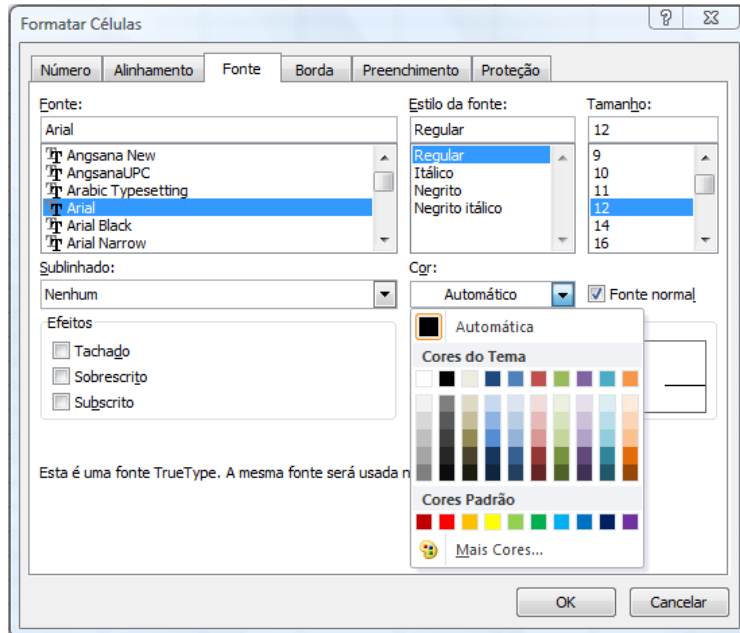 Formatar Células
Número Alinhamento Fonte Borda Preenchimento Proteção
Fonte: Estilo da fonte: Tamanho:
Arial Regular 12
Angsana New Regular 9
AngsanaUPC Itálico 10
Arabic Typesetting Negrito 11
Arial Negrito itálico 12
Arial Black 14
Arial Narrow 16
Sublinhado: Cor:
Nenhum Automático Fonte normal
Efeitos Automática
Tachado Cores do Tema
Sobrescrito
Subscrito
Esta é uma fonte TrueType. A mesma fonte será usada n
Cores Padrão
Mais Cores...
OK Cancelar